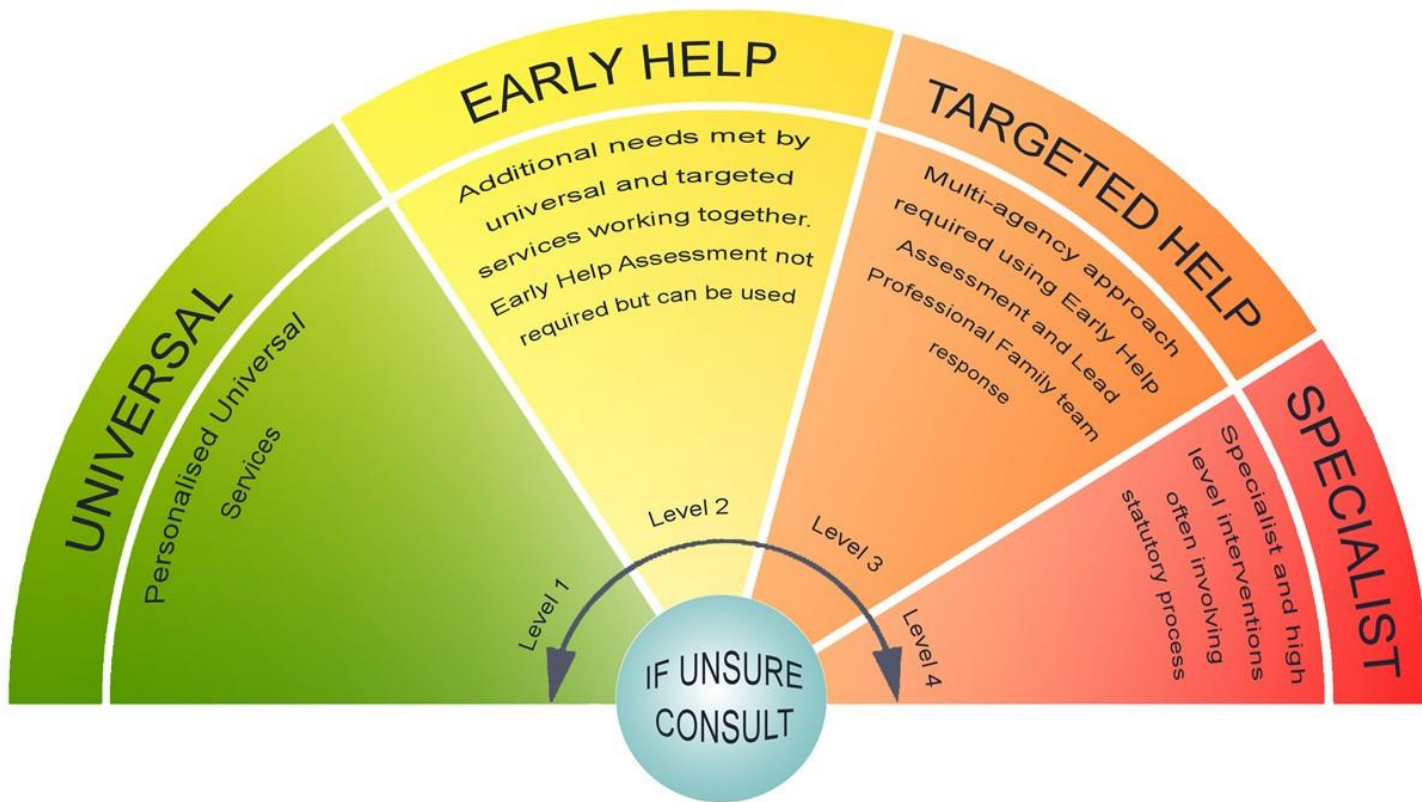 UNIVERSAL
Personalised Universal
Services
Level 1
EARLY HELP
Additional needs met by
universal and targeted
services working together.
Early Help Assessment not
required but can be used
Level 2
TARGETED HELP
Multi-agency approach
required using Early Help
Assessment and Lead
Professional Family team
response
Level 3
SPECIALIST
Specialist and high
level interventions
often involving
statutory process
Level 4
IF UNSURE
CONSULT